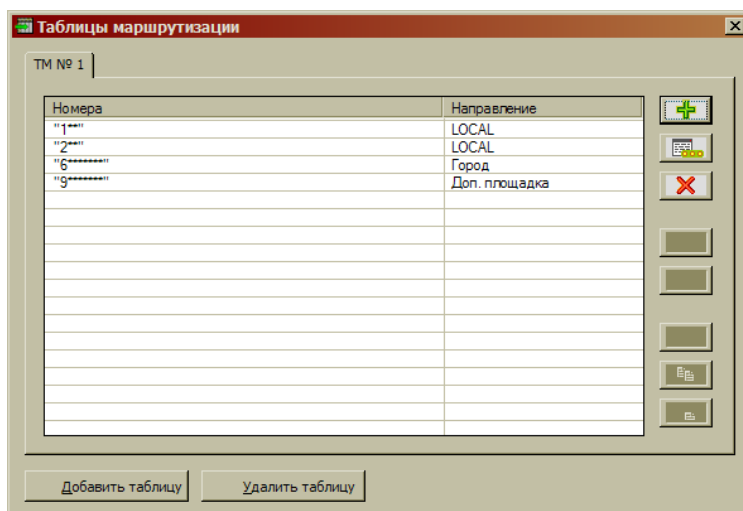 Таблицы маршрутизации
ТМ № 1
Номера Направление
"1**" LOCAL
"2**" LOCAL
"6*******" Город
"9*******" Доп. площадка
Добавить таблицу Удалить таблицу